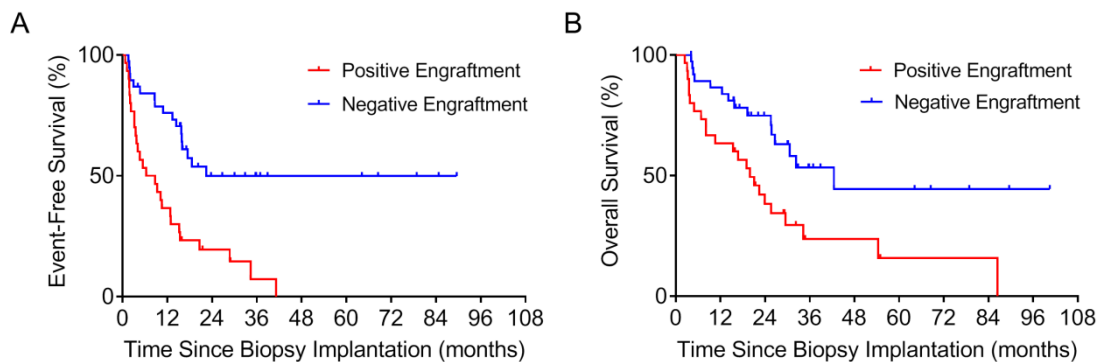 A
Event-Free Survival (%)
100
50
0
Positive Engraftment
Negative Engraftment
0 12 24 36 48 60 72 84 96 108
Time Since Biopsy Implantation (months)
B
Overall Survival (%)
100
50
0
Positive Engraftment
Negative Engraftment
0 12 24 36 48 60 72 84 96 108
Time Since Biopsy Implantation (months)